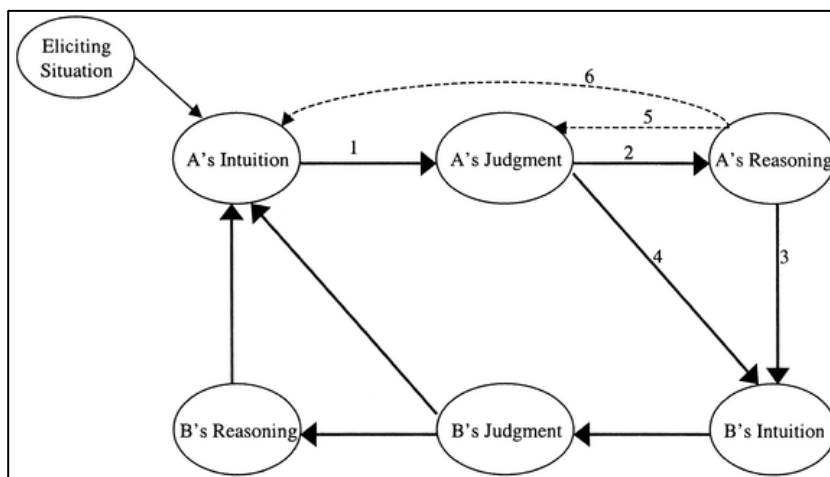 Eliciting
Situation
6
5
A's Intuition
1
A's Judgment
2
A's Reasoning
4
3
B's Reasoning
B's Judgment
B's Intuition